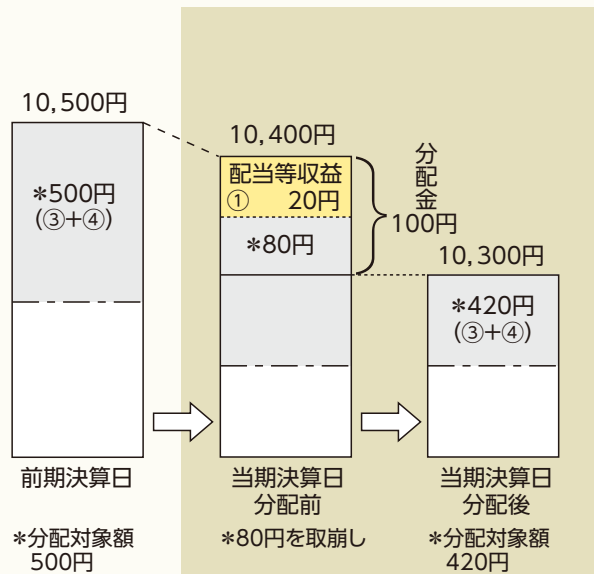 10,500円
*500円
(③+④)
前期決算日
*分配対象額
500円
10,400円
配当等収益
① 20円
*80円
分配金
100円
当期決算日
分配前
*80円を取崩し
10,300円
*420円
(③+④)
当期決算日
分配後
*分配対象額
420円